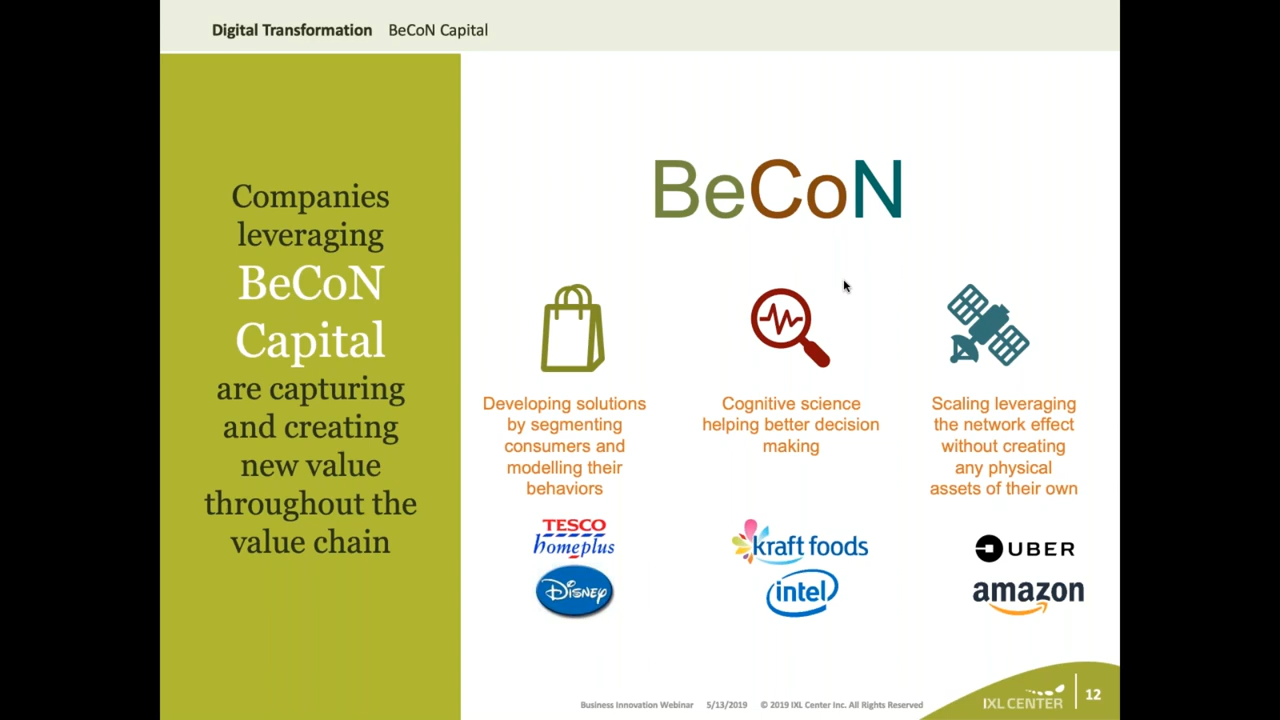 Digital Transformation BeCoN Capital
Companies
leveraging
BeCoN
Capital
are capturing
and creating
new value
throughout the
value chain
BeCoN
Developing solutions
by segmenting
consumers and
modelling their
behaviors
TESCO
homeplus
DISNEY
Cognitive science
helping better decision
making
kraft foods
intel
Scaling leveraging
the network effect
without creating
any physical
assets of their own
UBER
amazon
Business Innovation Webinar 5/13/2019 © 2019 IXL Center Inc. All Rights Reserved
IXL CENTER
12